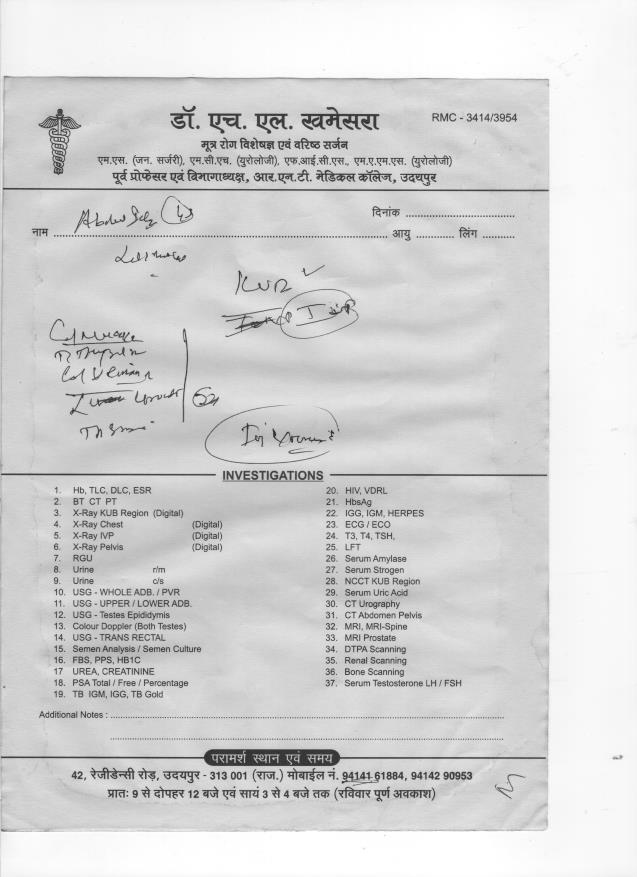 डॉ. एच. एल. खमेसरा
RMC - 3414/3954
मूत्र रोग विशेषज्ञ एवं वरिष्ठ सर्जन
एम.एस. (जन. सर्जरी), एम.सी.एच. (युरोलोजी), एफ.आई.सी.एस., एम.ए.एम.एस. (युरोलोजी)
पूर्व प्रोफेसर एवं विभागाध्यक्ष, आर.एन.टी. मेडिकल कॉलेज, उदयपुर
दिनांक
नाम आयु लिंग
KUB
Inj
INVESTIGATIONS
1. Hb, TLC, DLC, ESR
2. BT CT PT
3. X-Ray KUB Region (Digital)
4. X-Ray Chest (Digital)
5. X-Ray IVP (Digital)
6. X-Ray Pelvis (Digital)
7. RGU
8. Urine r/m
9. Urine c/s
10. USG - WHOLE ADB. / PVR
11. USG - UPPER / LOWER ADB.
12. USG - Testes Epididymis
13. Colour Doppler (Both Testes)
14. USG - TRANS RECTAL
15. Semen Analysis / Semen Culture
16. FBS, PPS, HB1C
17 UREA, CREATININE
18. PSA Total / Free / Percentage
19. TB IGM, IGG, TB Gold
20. HIV, VDRL
21. HbsAg
22. IGG, IGM, HERPES
23. ECG / ECO
24. T3, T4, TSH,
25. LFT
26. Serum Amylase
27. Serum Strogen
28. NCCT KUB Region
29. Serum Uric Acid
30. CT Urography
31. CT Abdomen Pelvis
32. MRI, MRI-Spine
33. MRI Prostate
34. DTPA Scanning
35. Renal Scanning
36. Bone Scanning
37. Serum Testosterone LH / FSH
Additional Notes :
परामर्श स्थान एवं समय
42, रेजीडेन्सी रोड़, उदयपुर - 313 001 (राज.) मोबाईल नं. 94141 61884, 94142 90953
प्रातः 9 से दोपहर 12 बजे एवं सायं 3 से 4 बजे तक (रविवार पूर्ण अवकाश)